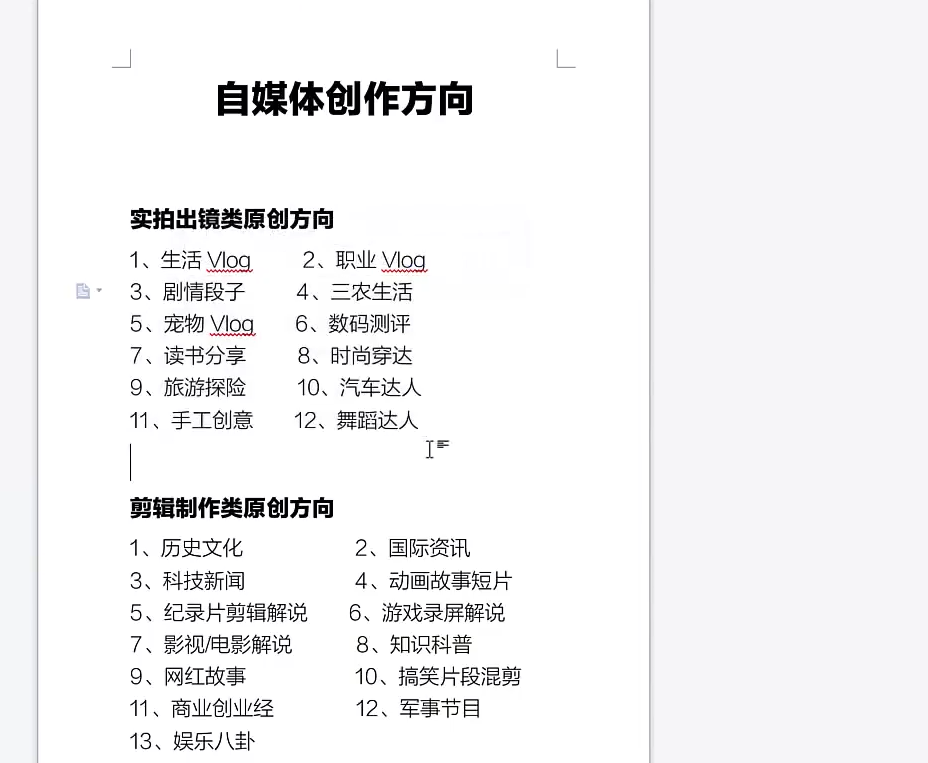 自媒体创作方向
实拍出镜类原创方向
1、生活 Vlog 2、职业 Vlog
3、剧情段子 4、三农生活
5、宠物 Vlog 6、数码测评
7、读书分享 8、时尚穿达
9、旅游探险 10、汽车达人
11、手工创意 12、舞蹈达人
剪辑制作类原创方向
1、历史文化 2、国际资讯
3、科技新闻 4、动画故事短片
5、纪录片剪辑解说 6、游戏录屏解说
7、影视/电影解说 8、知识科普
9、网红故事 10、搞笑片段混剪
11、商业创业经 12、军事节目
13、娱乐八卦